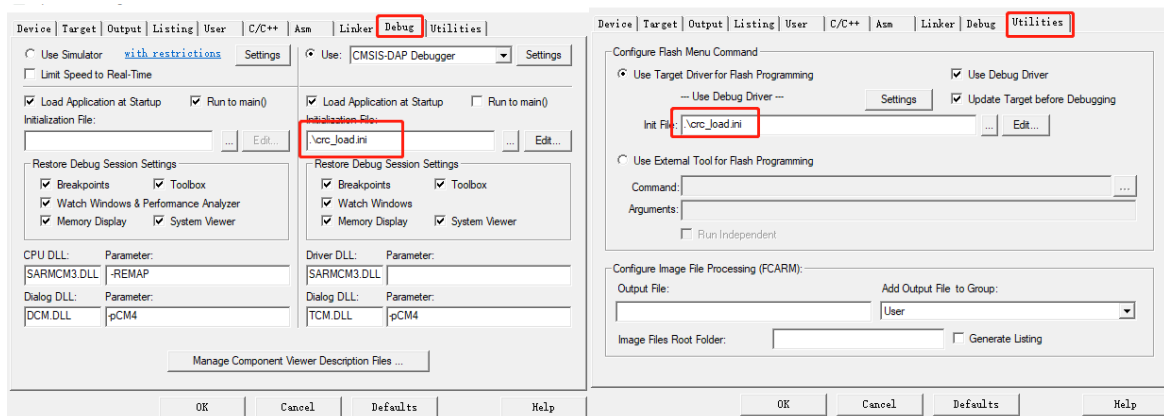 Device Target Output Listing User C/C++ Asm Linker Debug Utilities
Use Simulator with restrictions Settings
Limit Speed to Real-Time
Load Application at Startup Run to main()
Initialization File:
... Edit...
Restore Debug Session Settings
Breakpoints Toolbox
Watch Windows & Performance Analyzer
Memory Display System Viewer
CPU DLL: Parameter:
SARMCM3.DLL -REMAP
Dialog DLL: Parameter:
DCM.DLL -pCM4
Use: CMSIS-DAP Debugger Settings
Load Application at Startup Run to main()
Initialization File:
.\crc_load.ini ... Edit...
Restore Debug Session Settings
Breakpoints Toolbox
Watch Windows
Memory Display System Viewer
Driver DLL: Parameter:
SARMCM3.DLL
Dialog DLL: Parameter:
TCM.DLL -pCM4
Manage Component Viewer Description Files ...
OK Cancel Defaults Help
Device Target Output Listing User C/C++ Asm Linker Debug Utilities
Configure Flash Menu Command
Use Target Driver for Flash Programming Use Debug Driver
-- Use Debug Driver -- Settings Update Target before Debugging
Init File: .\crc_load.ini ... Edit...
Use External Tool for Flash Programming
Command: ...
Arguments:
Run Independent
Configure Image File Processing (FCARM):
Output File: Add Output File to Group:
User
Image Files Root Folder: Generate Listing
OK Cancel Defaults Help